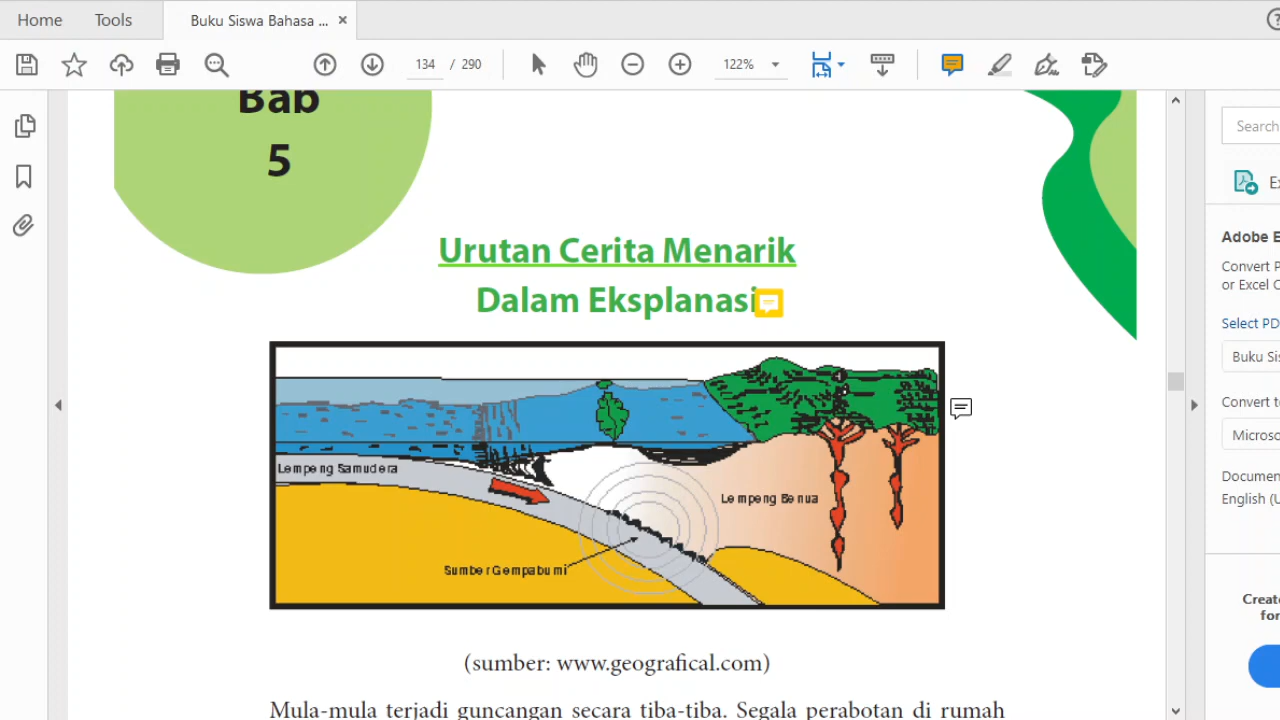 Home Tools Buku Siswa Bahasa ... ×
134 / 290 122%
Bab
5
Search
Urutan Cerita Menarik
Dalam Eksplanasi
Adobe E
Convert P
or Excel C
Select PD
Buku Sis
Convert to
Microso
Documen
English (U
Create
for
Lempeng Samudera
Lempeng Benua
Sumber Gempabumi
(sumber: www.geografical.com)
Mula-mula terjadi guncangan secara tiba-tiba. Segala perabotan di rumah